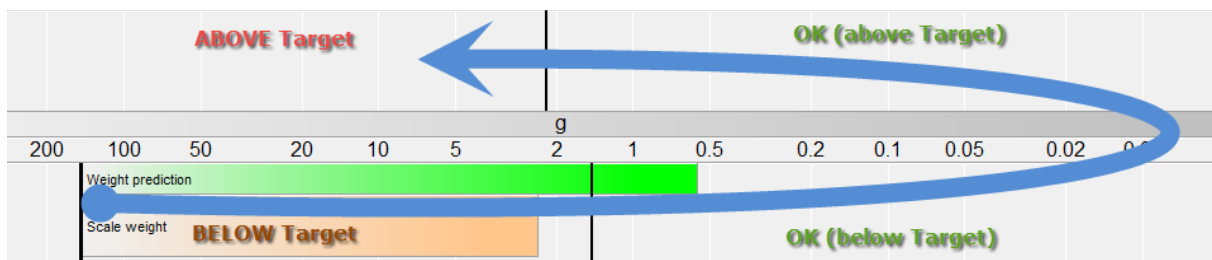 ABOVE Target
OK (above Target)
g
200 100 50 20 10 5 2 1 0.5 0.2 0.1 0.05 0.02
Weight prediction
Scale weight
BELOW Target
OK (below Target)